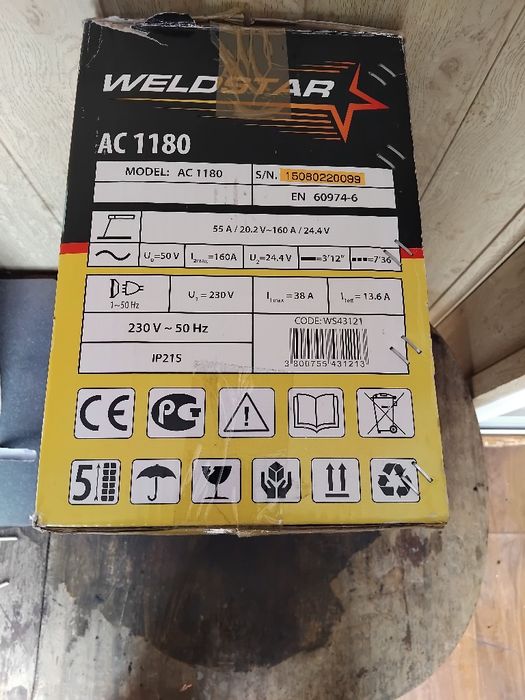 WELDSTAR
AC 1180
MODEL: AC 1180 S/N. 15080220099
EN 60974-6
55 A / 20.2 V~160 A / 24.4 V
U₀=50 V I₂max.=160A U₂=24.4 V =3'12" =7'36
1~50 Hz U₁ = 230 V I₁max = 38 A I₁eff = 13.6 A
230 V ~ 50 Hz
CODE: WS43121
IP21S
3 800755 431213
CE PG
5